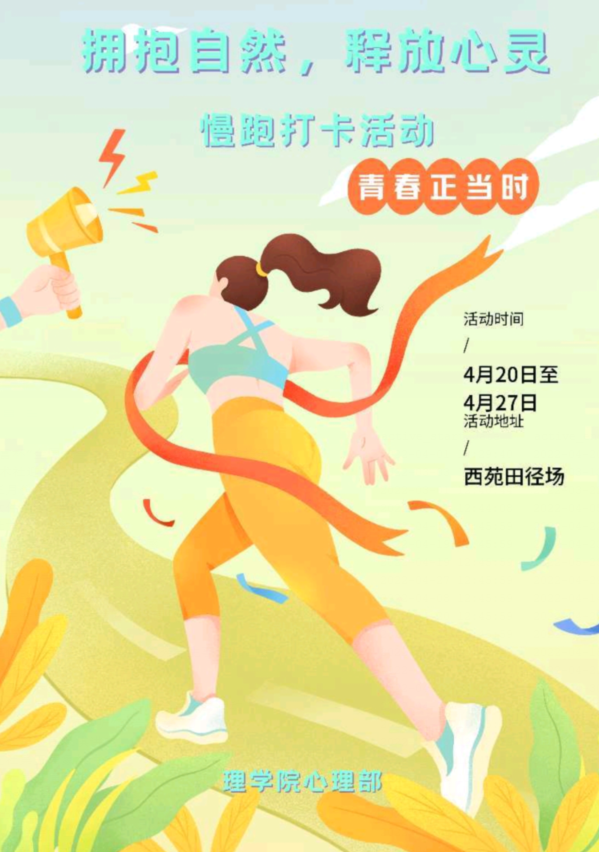 拥抱自然，释放心灵
慢跑打卡活动
青春正当时
活动时间
/
4月20日至
4月27日
活动地址
/
西苑田径场
理学院心理部